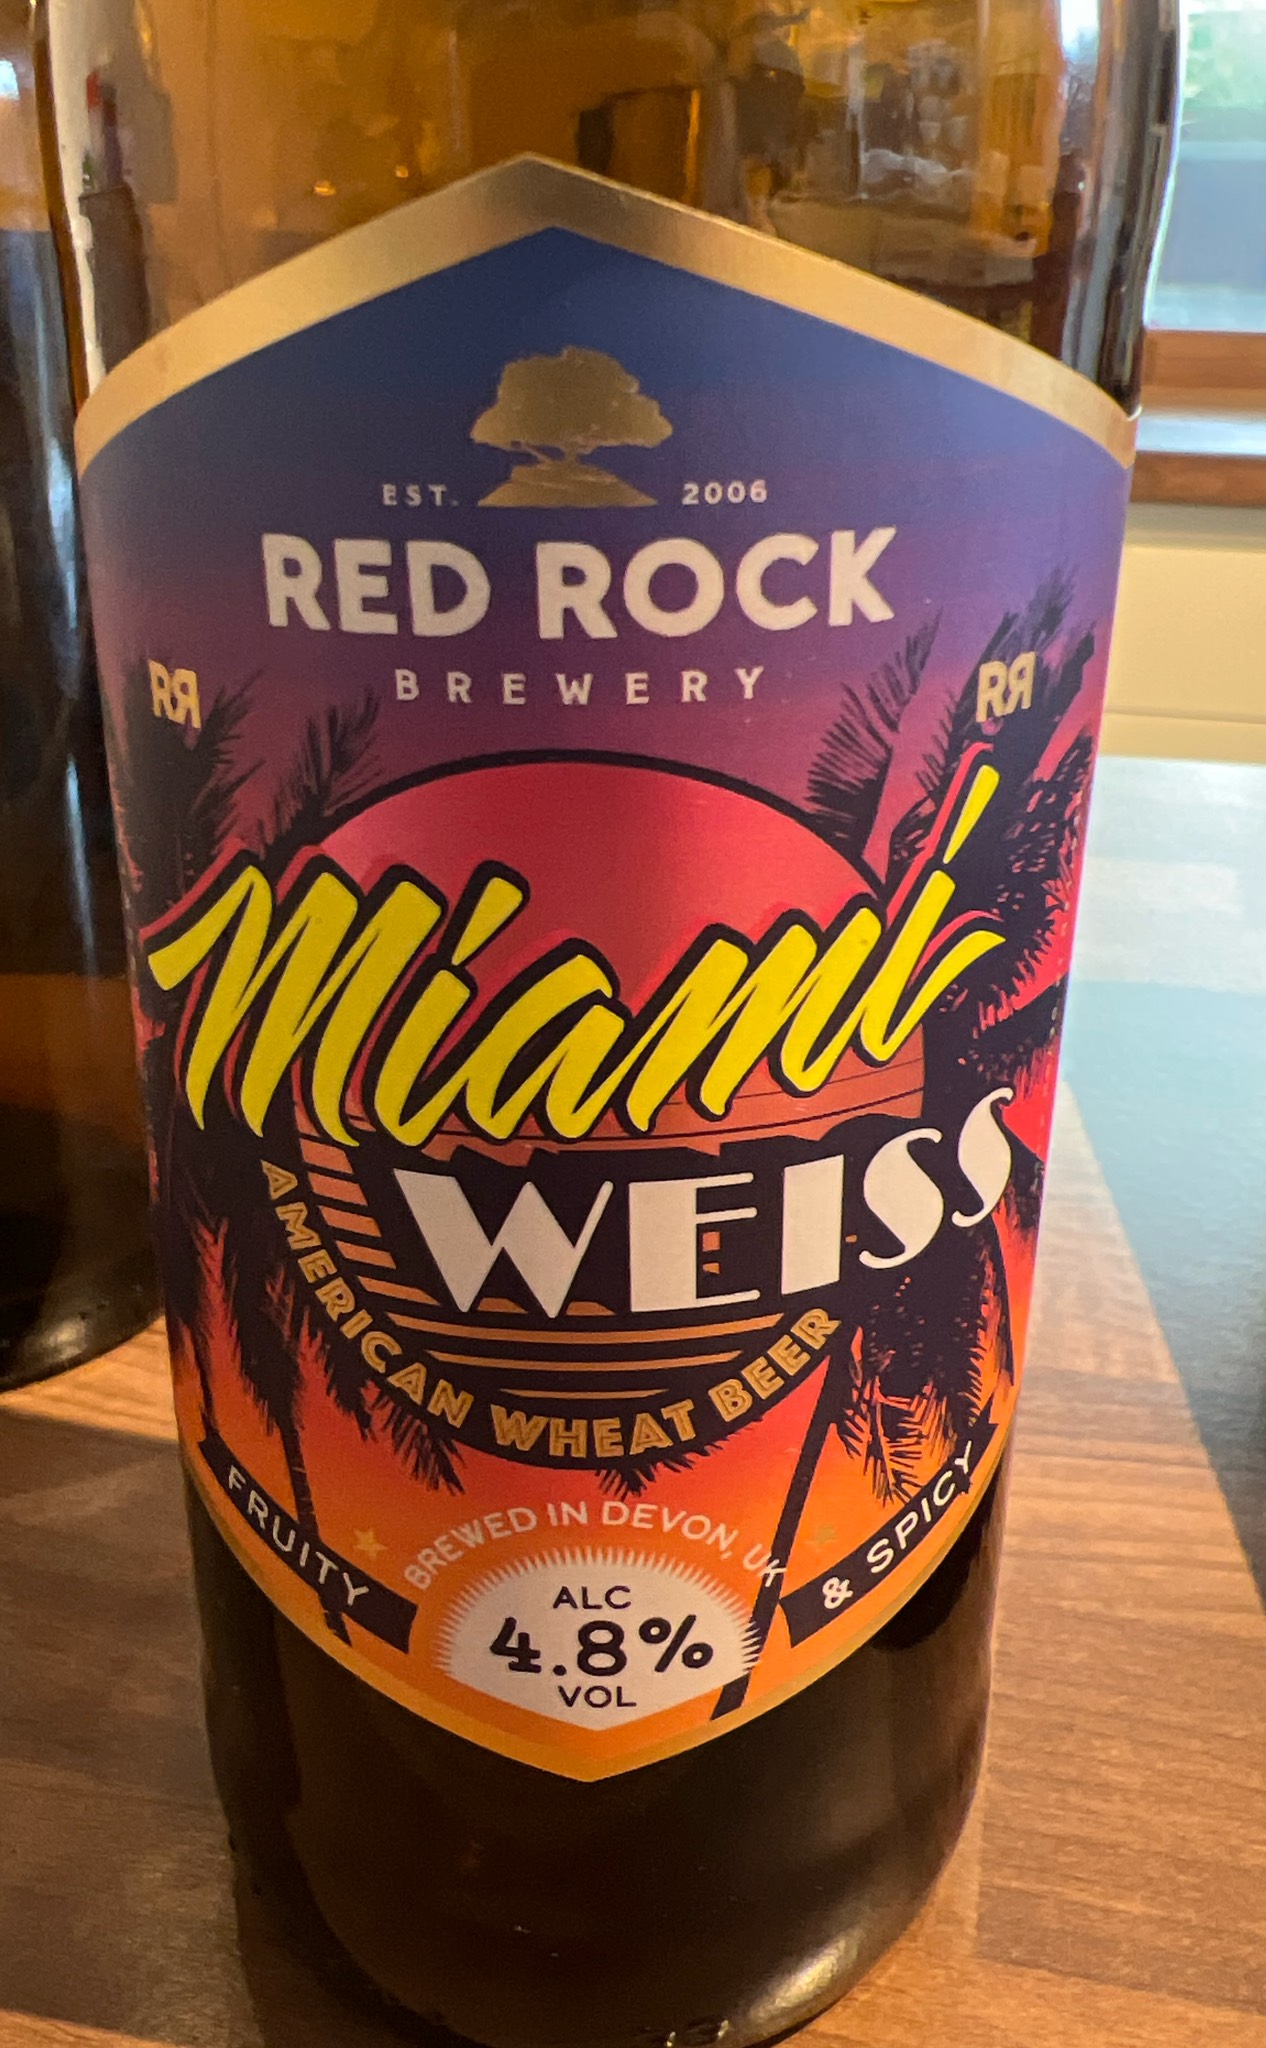 EST. 2006
RED ROCK
BREWERY
RR RR
Miami
WEISS
AMERICAN WHEAT BEER
FRUITY & SPICY
BREWED IN DEVON, UK
ALC
4.8%
VOL